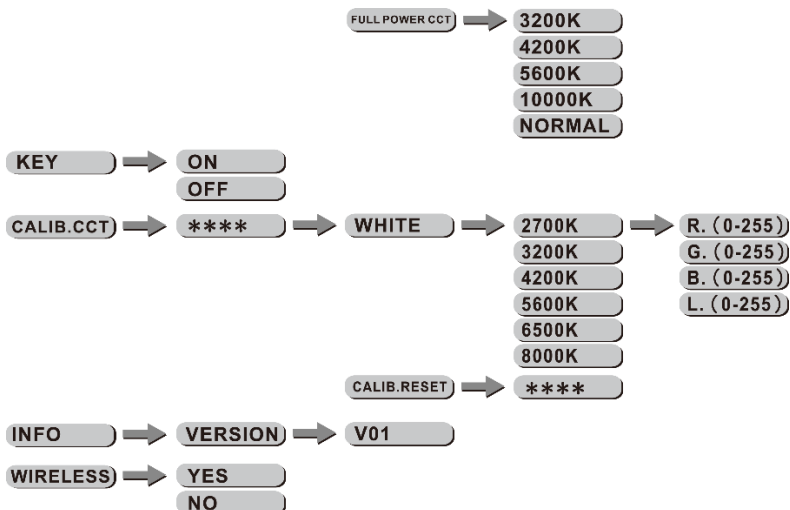 FULL POWER CCT 3200K
4200K
5600K
10000K
NORMAL
KEY ON
OFF
CALIB.CCT **** WHITE 2700K R. (0-255)
3200K G. (0-255)
4200K B. (0-255)
5600K L. (0-255)
6500K
8000K
CALIB.RESET ****
INFO VERSION V01
WIRELESS YES
NO